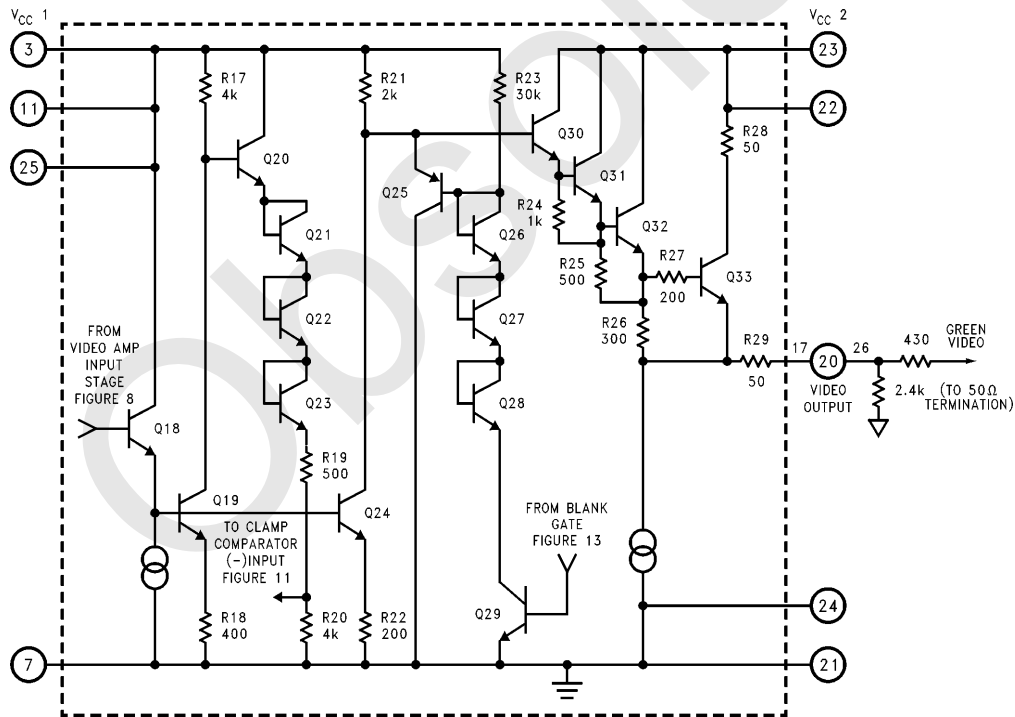 V_CC 1
V_CC 2
3
23
R17
4k
R21
2k
R23
30k
11
22
Q30
R28
50
Q20
25
Q25
Q31
R24
1k
Q21
Q26
Q32
R27
200
R25
500
Q33
Q22
Q27
FROM
VIDEO AMP
INPUT
STAGE
FIGURE 8
R26
300
GREEN
VIDEO
R29
50
17
20
26
430
VIDEO
OUTPUT
2.4k (TO 50Ω
TERMINATION)
Q23
Q28
Q18
R19
500
Q19
Q24
TO CLAMP
COMPARATOR
(-)INPUT
FIGURE 11
FROM BLANK
GATE
FIGURE 13
R18
400
R20
4k
R22
200
Q29
24
7
21
Obsol